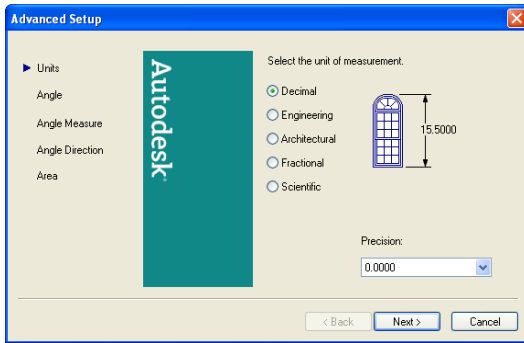 Advanced Setup
Units
Angle
Angle Measure
Angle Direction
Area
Autodesk
Select the unit of measurement.
Decimal
Engineering
Architectural
Fractional
Scientific
15.5000
Precision:
0.0000
< Back
Next >
Cancel